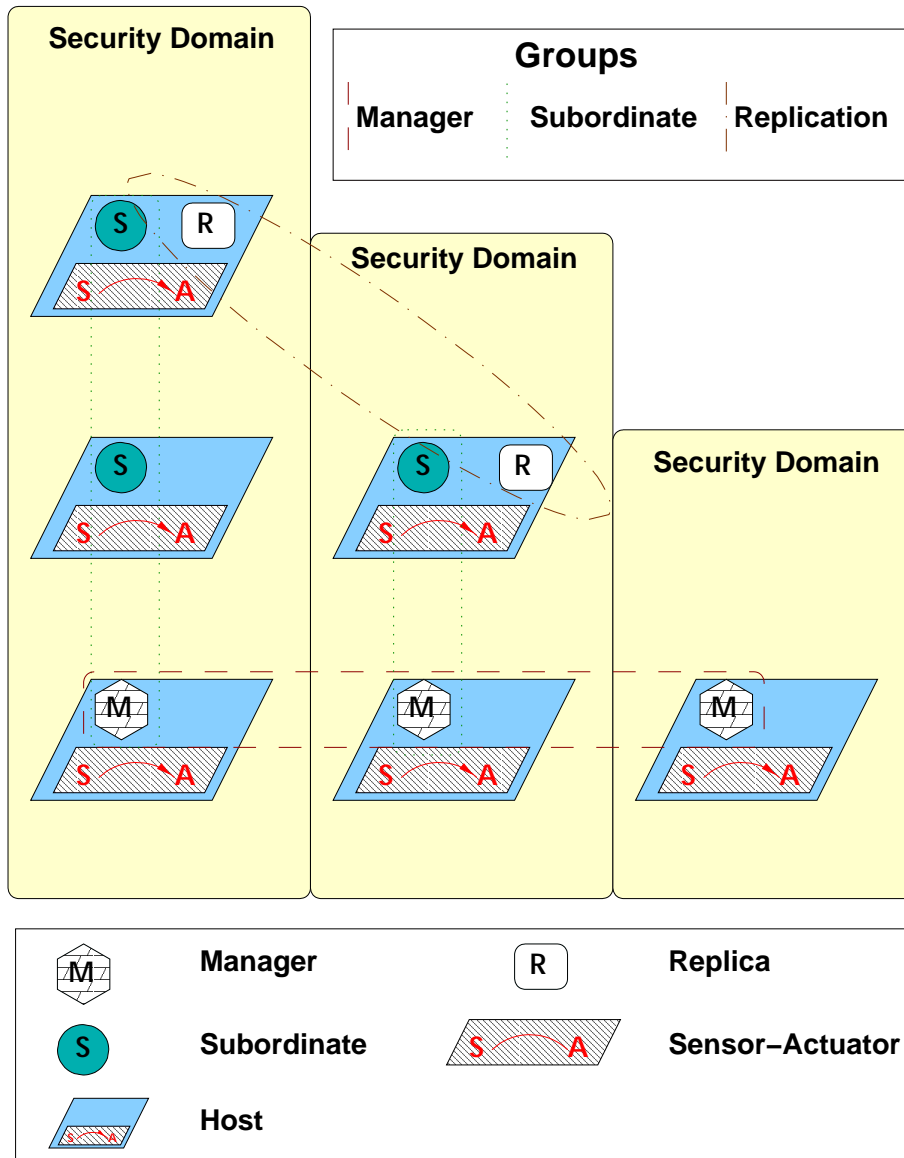 Security Domain
Groups
Manager Subordinate Replication
S R
S A
Security Domain
S
S A
S R
S A
Security Domain
M
S A
M
S A
M
S A
M Manager R Replica
S Subordinate S A Sensor–Actuator
S A Host